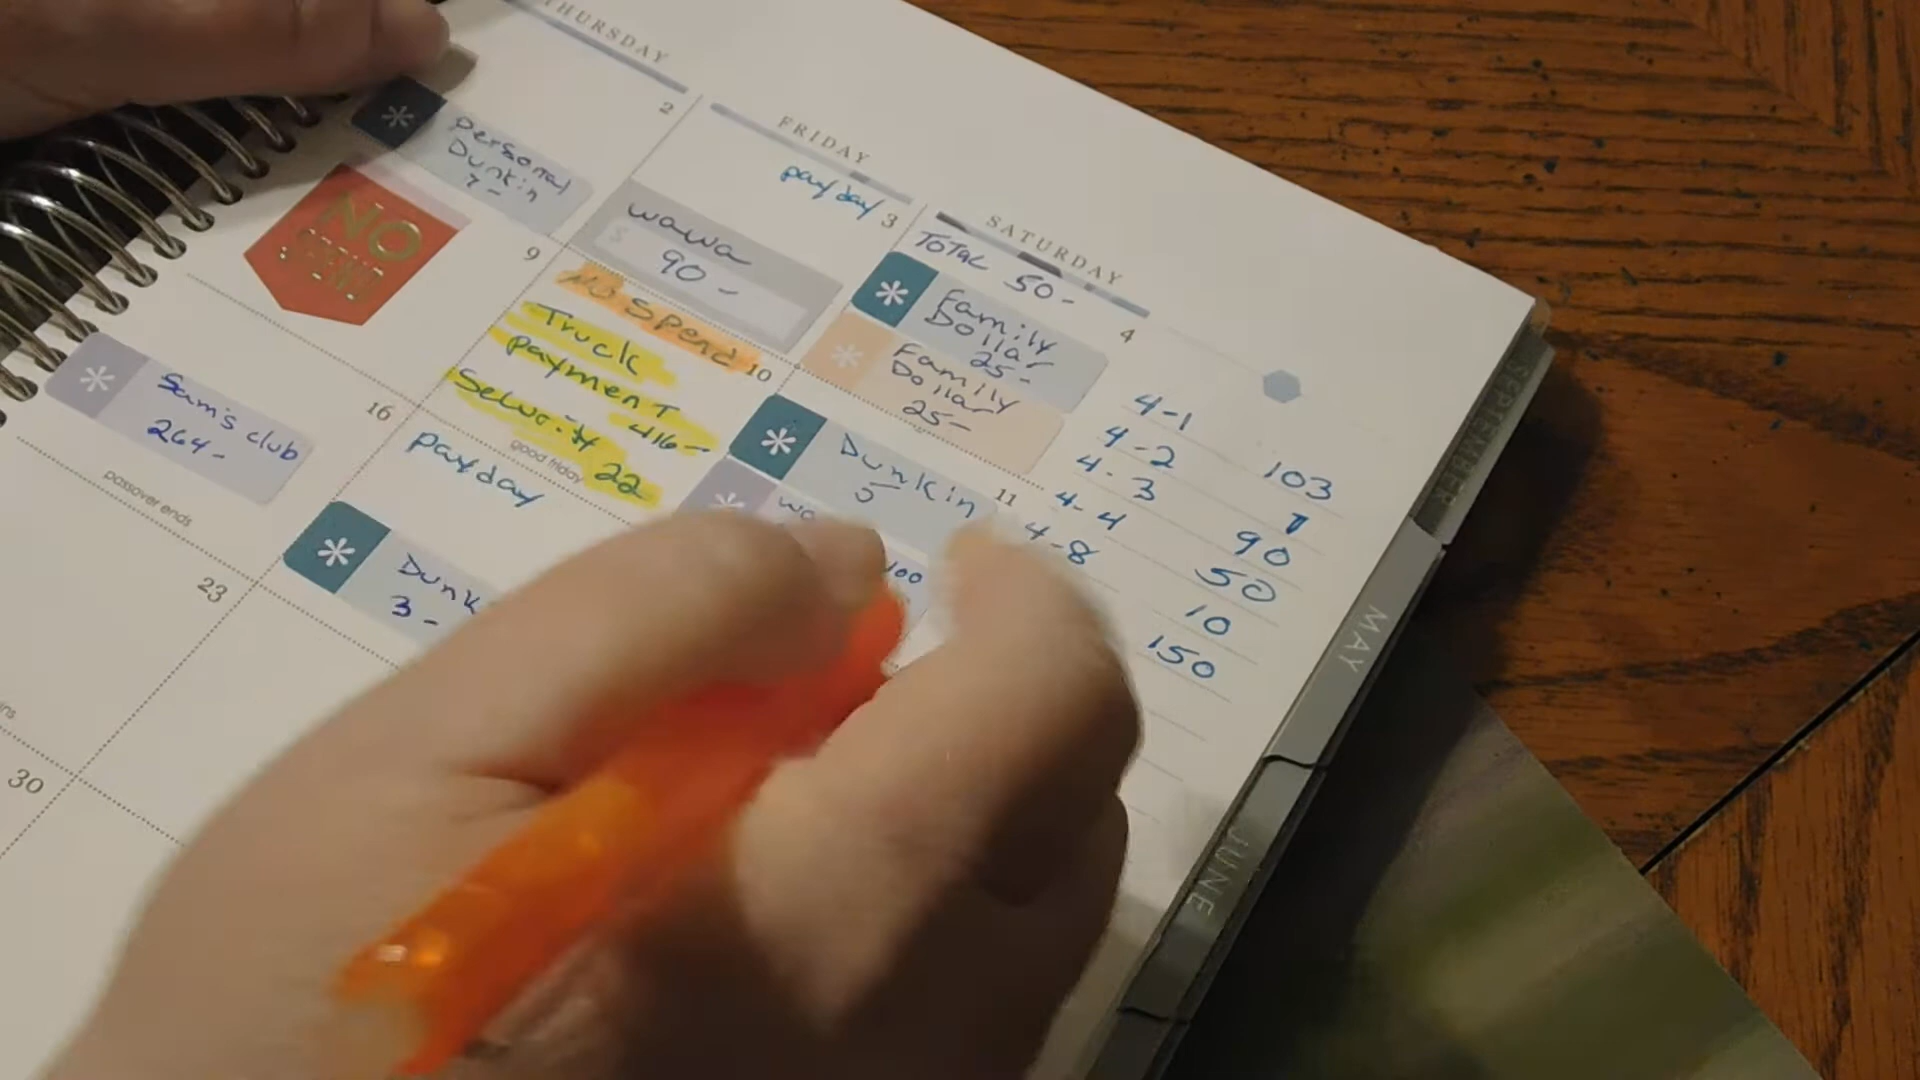 THURSDAY
FRIDAY
SATURDAY
2
personal
Dunkin
7-
payday
3
wawa
$
90-
TOTAL 50-
4
Family
Dollar
25-
Family
Dollar
25-
9
NO
SPEND
10
No Spend
Truck
payment
416-
Security
22
good friday
11
Dunkin
5
wa
100
16
Sam's club
264-
passover ends
payday
Dunk
3-
23
30
4-1 103
4-2 7
4-3 90
4-4 50
4-8 10
150
SEPTEMBER
MAY
JUNE